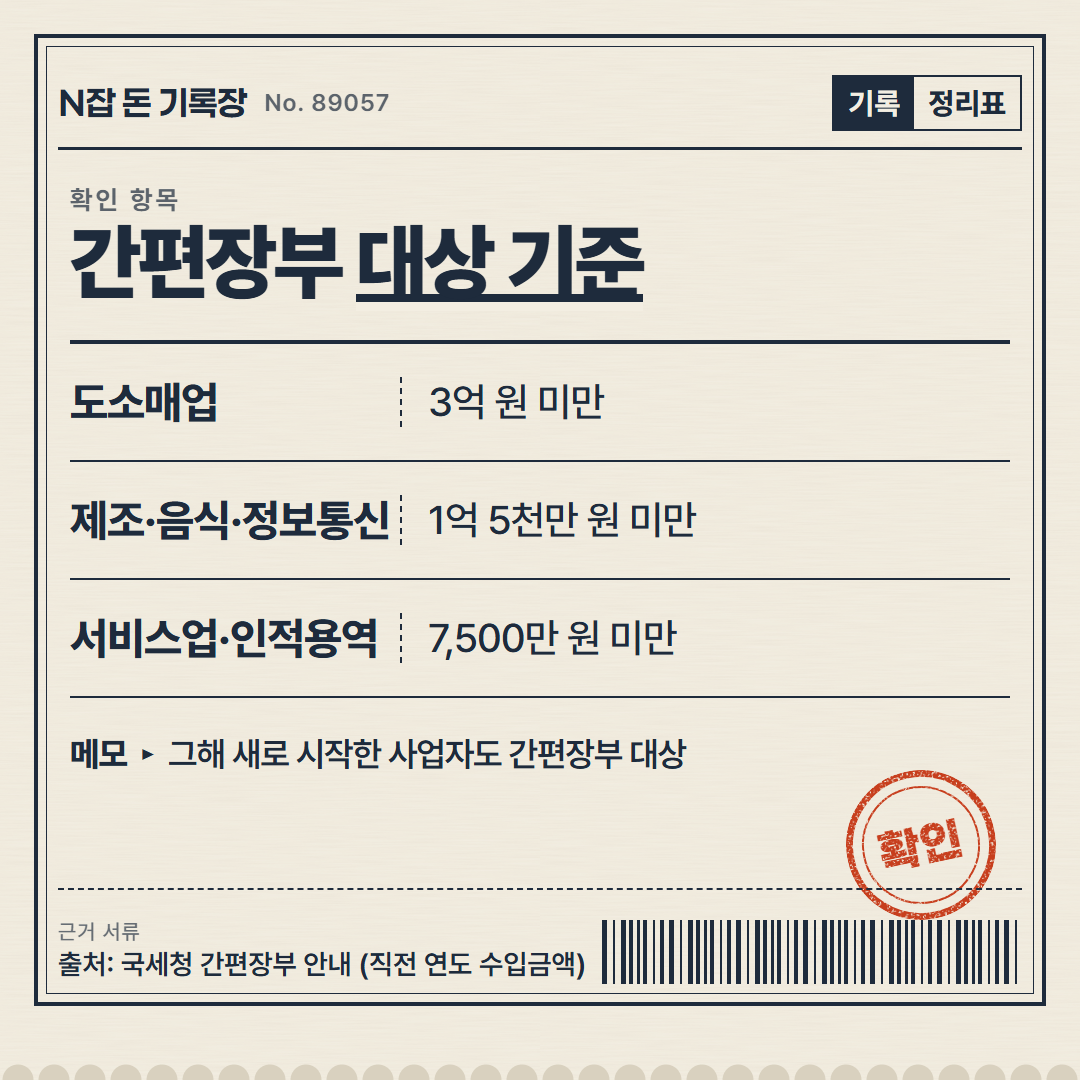 N잡 돈 기록장 No. 89057 기록 정리표
확인 항목
간편장부 대상 기준
도소매업 3억 원 미만
제조·음식·정보통신 1억 5천만 원 미만
서비스업·인적용역 7,500만 원 미만
메모 ▸ 그해 새로 시작한 사업자도 간편장부 대상
확인
근거 서류
출처: 국세청 간편장부 안내 (직전 연도 수입금액)